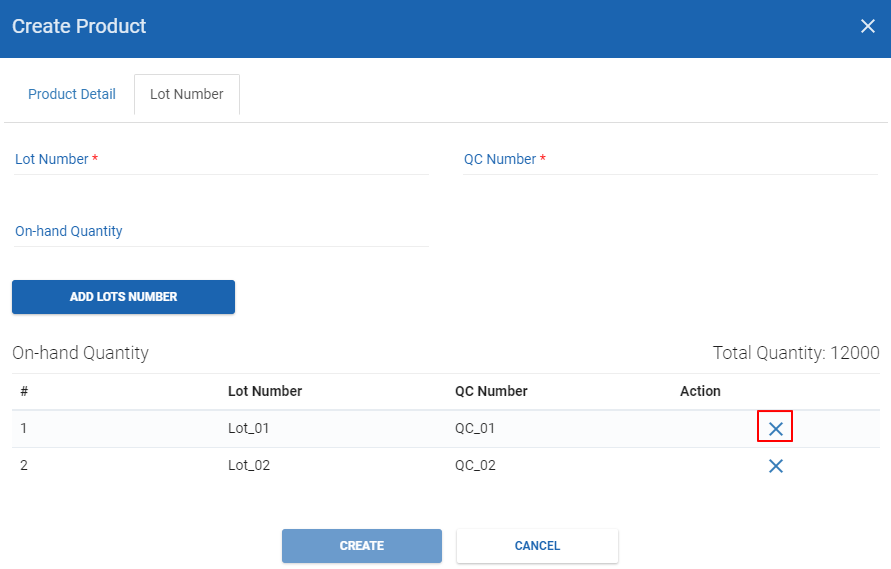 Create Product
Product Detail Lot Number
Lot Number * QC Number *
On-hand Quantity
ADD LOTS NUMBER
On-hand Quantity Total Quantity: 12000
# Lot Number QC Number Action
1 Lot_01 QC_01
2 Lot_02 QC_02
CREATE CANCEL